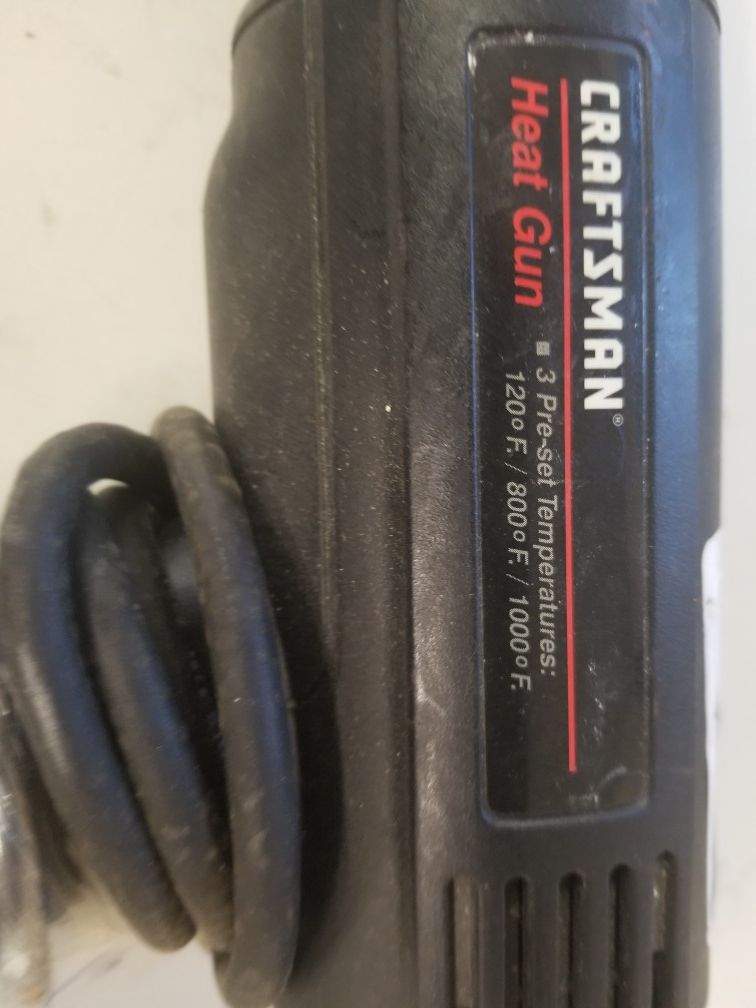 CRAFTSMAN®
Heat Gun
▪ 3 Pre-set Temperatures:
120° F. / 800° F. / 1000° F.